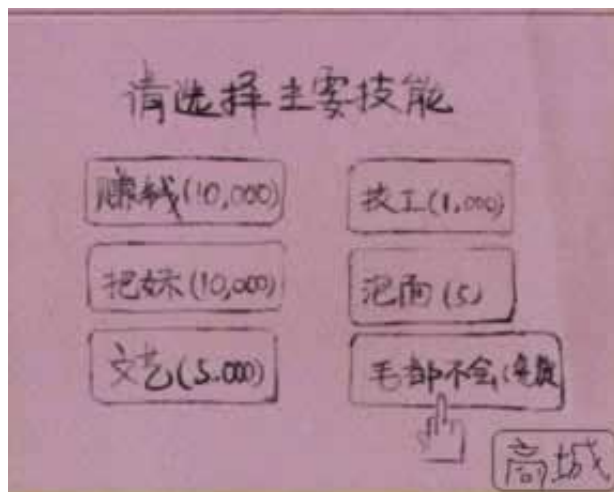 请选择主要技能
赚钱(10,000)
技工(1,000)
把妹(10,000)
泡面(5)
文艺(5.000)
毛都不会(免费
商城